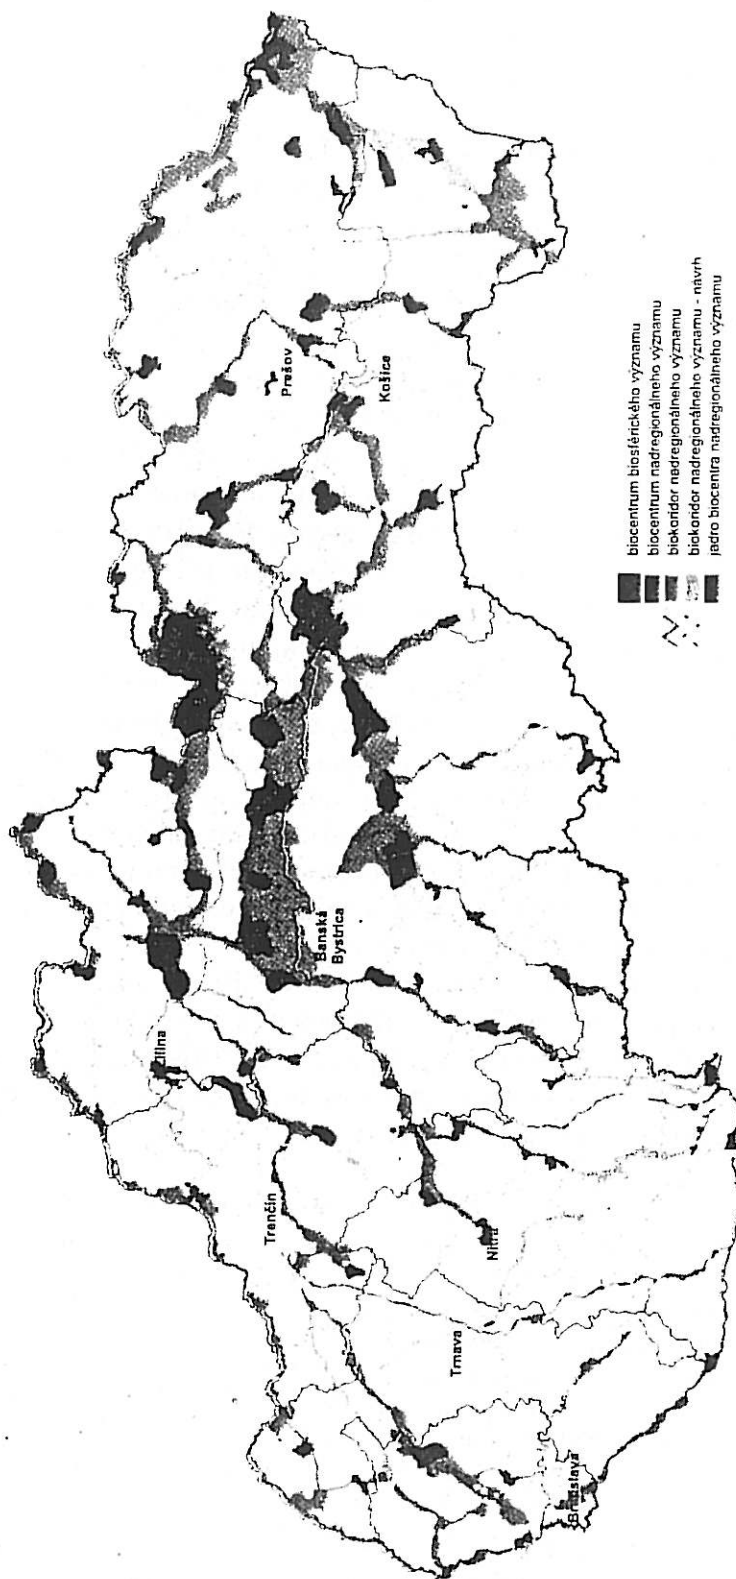 Prešov
Košice
Banská
Bystrica
Žilina
Trenčín
Nitra
Trnava
Bratislava
biocentrum biosférického významu
biocentrum nadregionálneho významu
biokoridor nadregionálneho významu
biokoridor nadregionálneho významu - návrh
jadro biocentra nadregionálneho významu